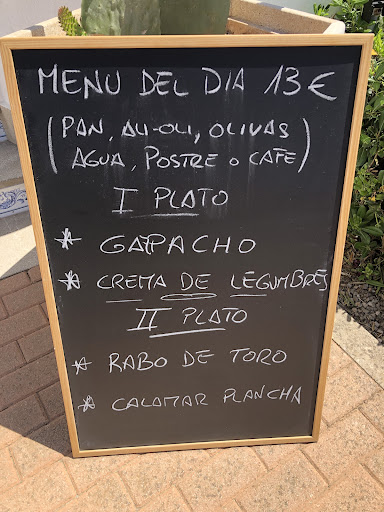 MENU DEL DIA 13€
(PAN, ALI-OLI, OLIVAS
AGUA, POSTRE O CAFE)
I PLATO
* GAPACHO
* CREMA DE LEGUMBRES
II PLATO
* RABO DE TORO
* CALAMAR PLANCHA